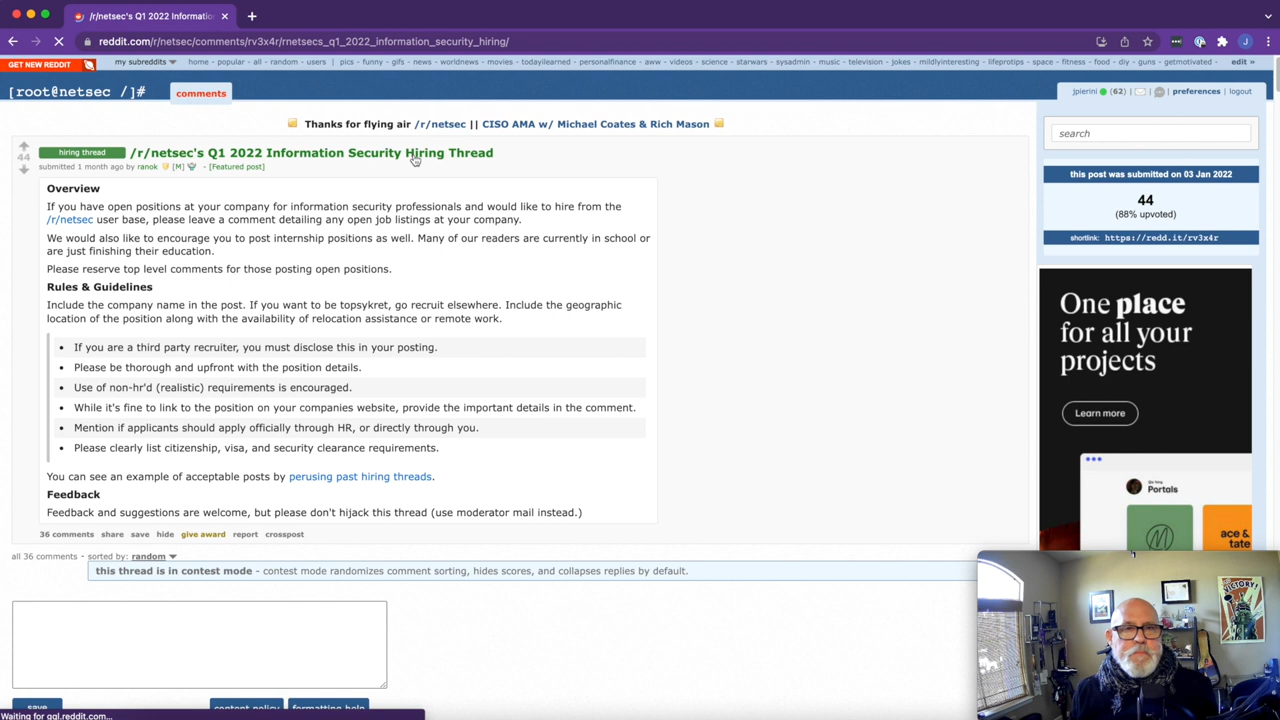 /r/netsec's Q1 2022 Informatio
reddit.com/r/netsec/comments/rv3x4r/rnetsecs_q1_2022_information_security_hiring/
GET NEW REDDIT
my subreddits
home - popular - all - random - users | pics - funny - gifs - news - worldnews - movies - todayilearned - personalfinance - aww - videos - science - starwars - sysadmin - music - television - jokes - mildlyinteresting - lifeprotips - space - fitness - food - diy - guns - getmotivated - edit »
[root@netsec /]#
comments
jpierini (62) | | | preferences | logout
Thanks for flying air /r/netsec || CISO AMA w/ Michael Coates & Rich Mason
44
hiring thread /r/netsec's Q1 2022 Information Security Hiring Thread
submitted 1 month ago by ranok [M] - [Featured post]
Overview
If you have open positions at your company for information security professionals and would like to hire from the
/r/netsec user base, please leave a comment detailing any open job listings at your company.
We would also like to encourage you to post internship positions as well. Many of our readers are currently in school or
are just finishing their education.
Please reserve top level comments for those posting open positions.
Rules & Guidelines
Include the company name in the post. If you want to be topsykret, go recruit elsewhere. Include the geographic
location of the position along with the availability of relocation assistance or remote work.
• If you are a third party recruiter, you must disclose this in your posting.
• Please be thorough and upfront with the position details.
• Use of non-hr'd (realistic) requirements is encouraged.
• While it's fine to link to the position on your companies website, provide the important details in the comment.
• Mention if applicants should apply officially through HR, or directly through you.
• Please clearly list citizenship, visa, and security clearance requirements.
You can see an example of acceptable posts by perusing past hiring threads.
Feedback
Feedback and suggestions are welcome, but please don't hijack this thread (use moderator mail instead.)
36 comments share save hide give award report crosspost
all 36 comments - sorted by: random
this thread is in contest mode - contest mode randomizes comment sorting, hides scores, and collapses replies by default.
save
content policy
formatting help
Waiting for gql.reddit.com...
search
this post was submitted on 03 Jan 2022
44
(88% upvoted)
shortlink: https://redd.it/rv3x4r
One place
for all your
projects
Learn more
Portals
ace &
tate
VICTORY!